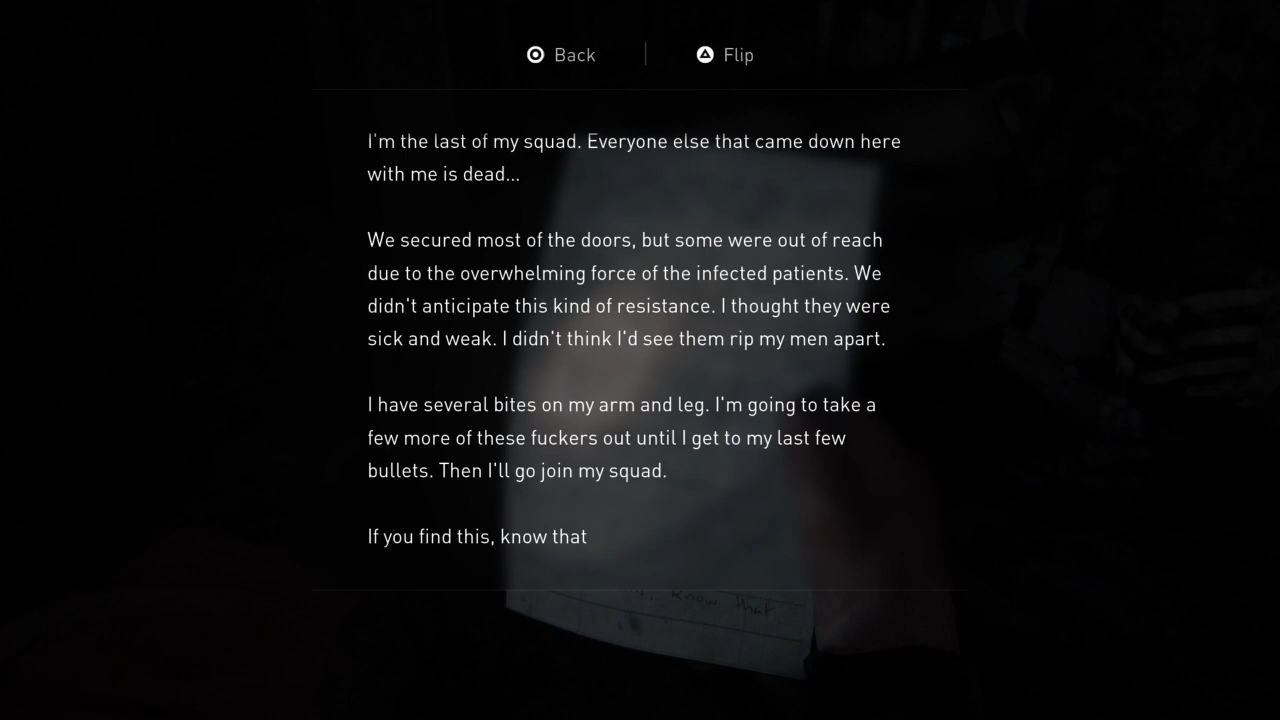 Back
Flip
I'm the last of my squad. Everyone else that came down here
with me is dead...
We secured most of the doors, but some were out of reach
due to the overwhelming force of the infected patients. We
didn't anticipate this kind of resistance. I thought they were
sick and weak. I didn't think I'd see them rip my men apart.
I have several bites on my arm and leg. I'm going to take a
few more of these fuckers out until I get to my last few
bullets. Then I'll go join my squad.
If you find this, know that
know that